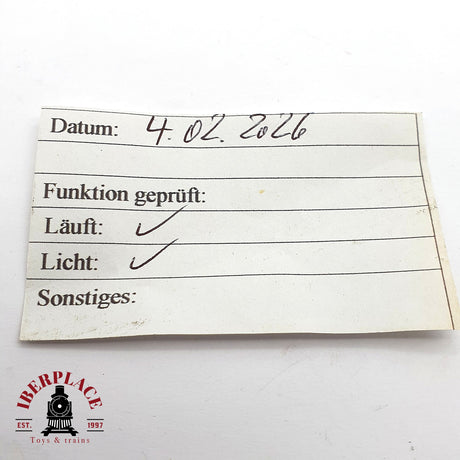 Datum: 4.02.2026
Funktion geprüft:
Läuft: ✓
Licht: ✓
Sonstiges:
IBERPLACE
EST. 1997
Toys & trains